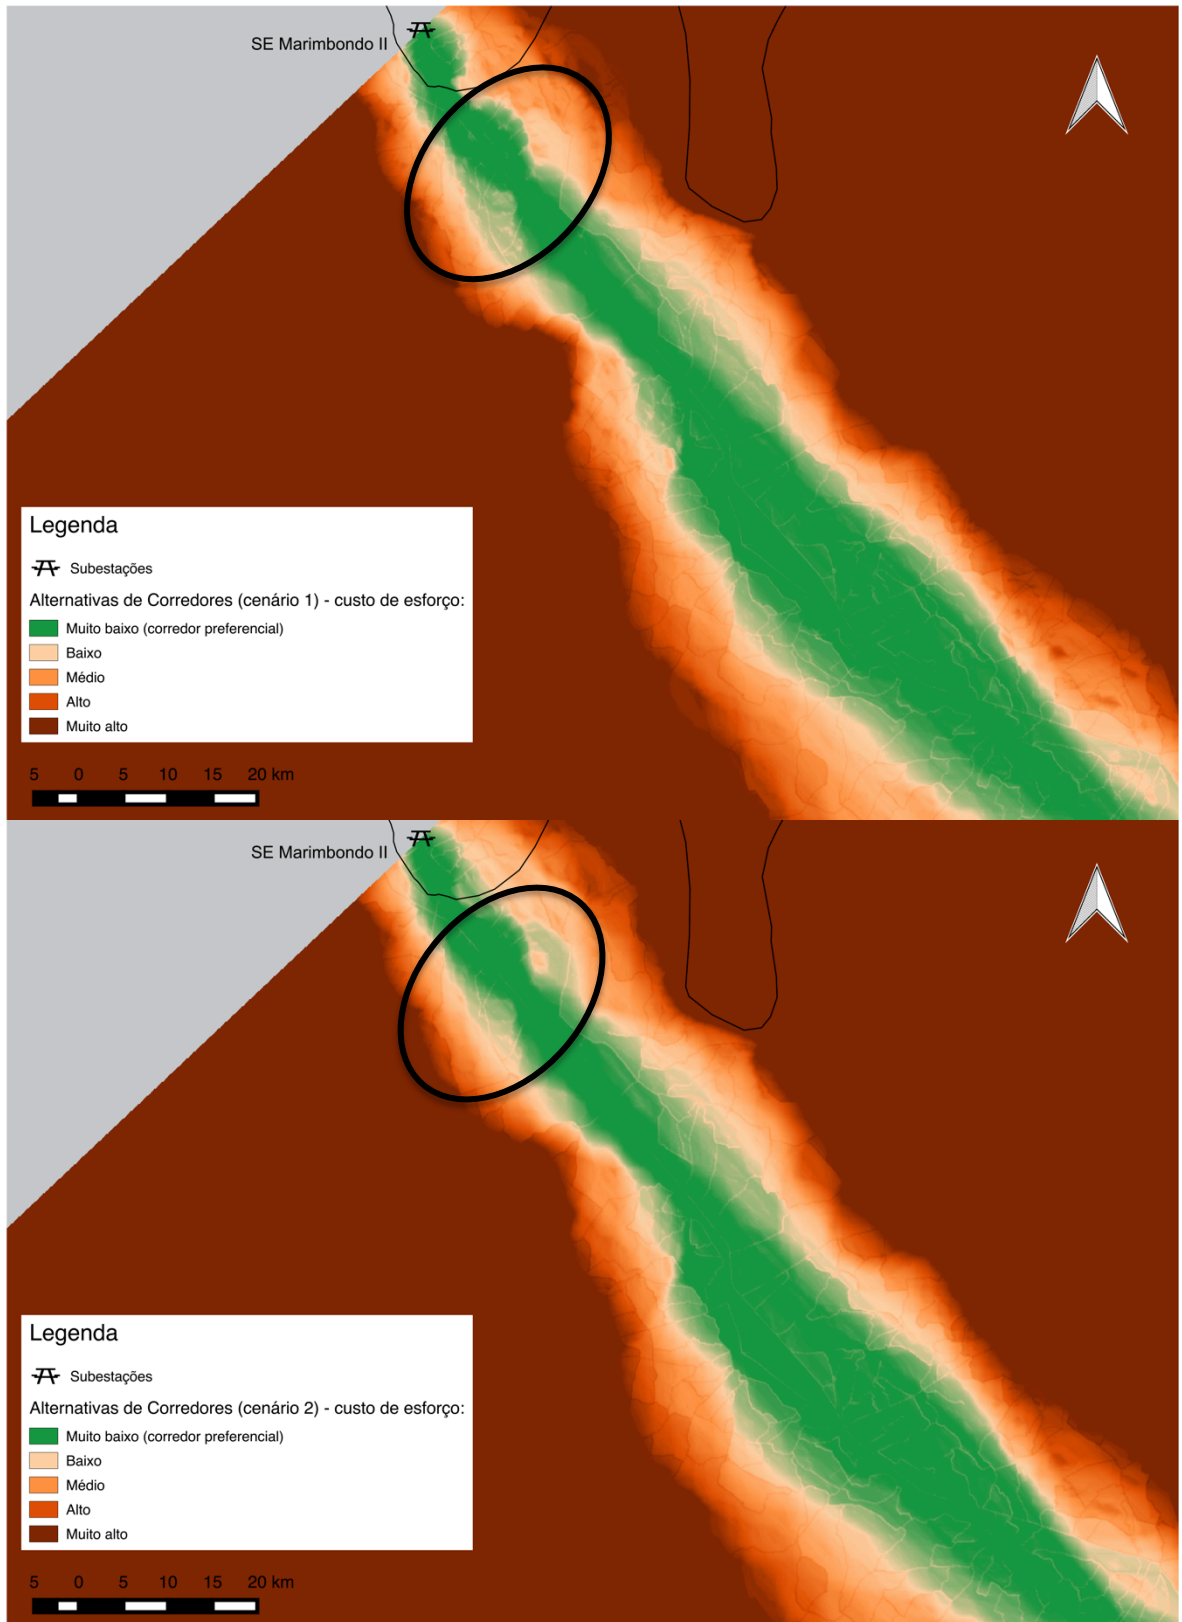 SE Marimbondo II
Legenda
Subestações
Alternativas de Corredores (cenário 1) - custo de esforço:
Muito baixo (corredor preferencial)
Baixo
Médio
Alto
Muito alto
5 0 5 10 15 20 km
SE Marimbondo II
Legenda
Subestações
Alternativas de Corredores (cenário 2) - custo de esforço:
Muito baixo (corredor preferencial)
Baixo
Médio
Alto
Muito alto
5 0 5 10 15 20 km